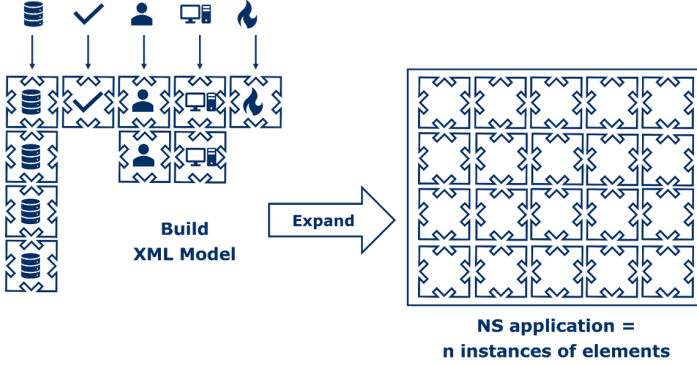 Build
XML Model
Expand
NS application =
n instances of elements